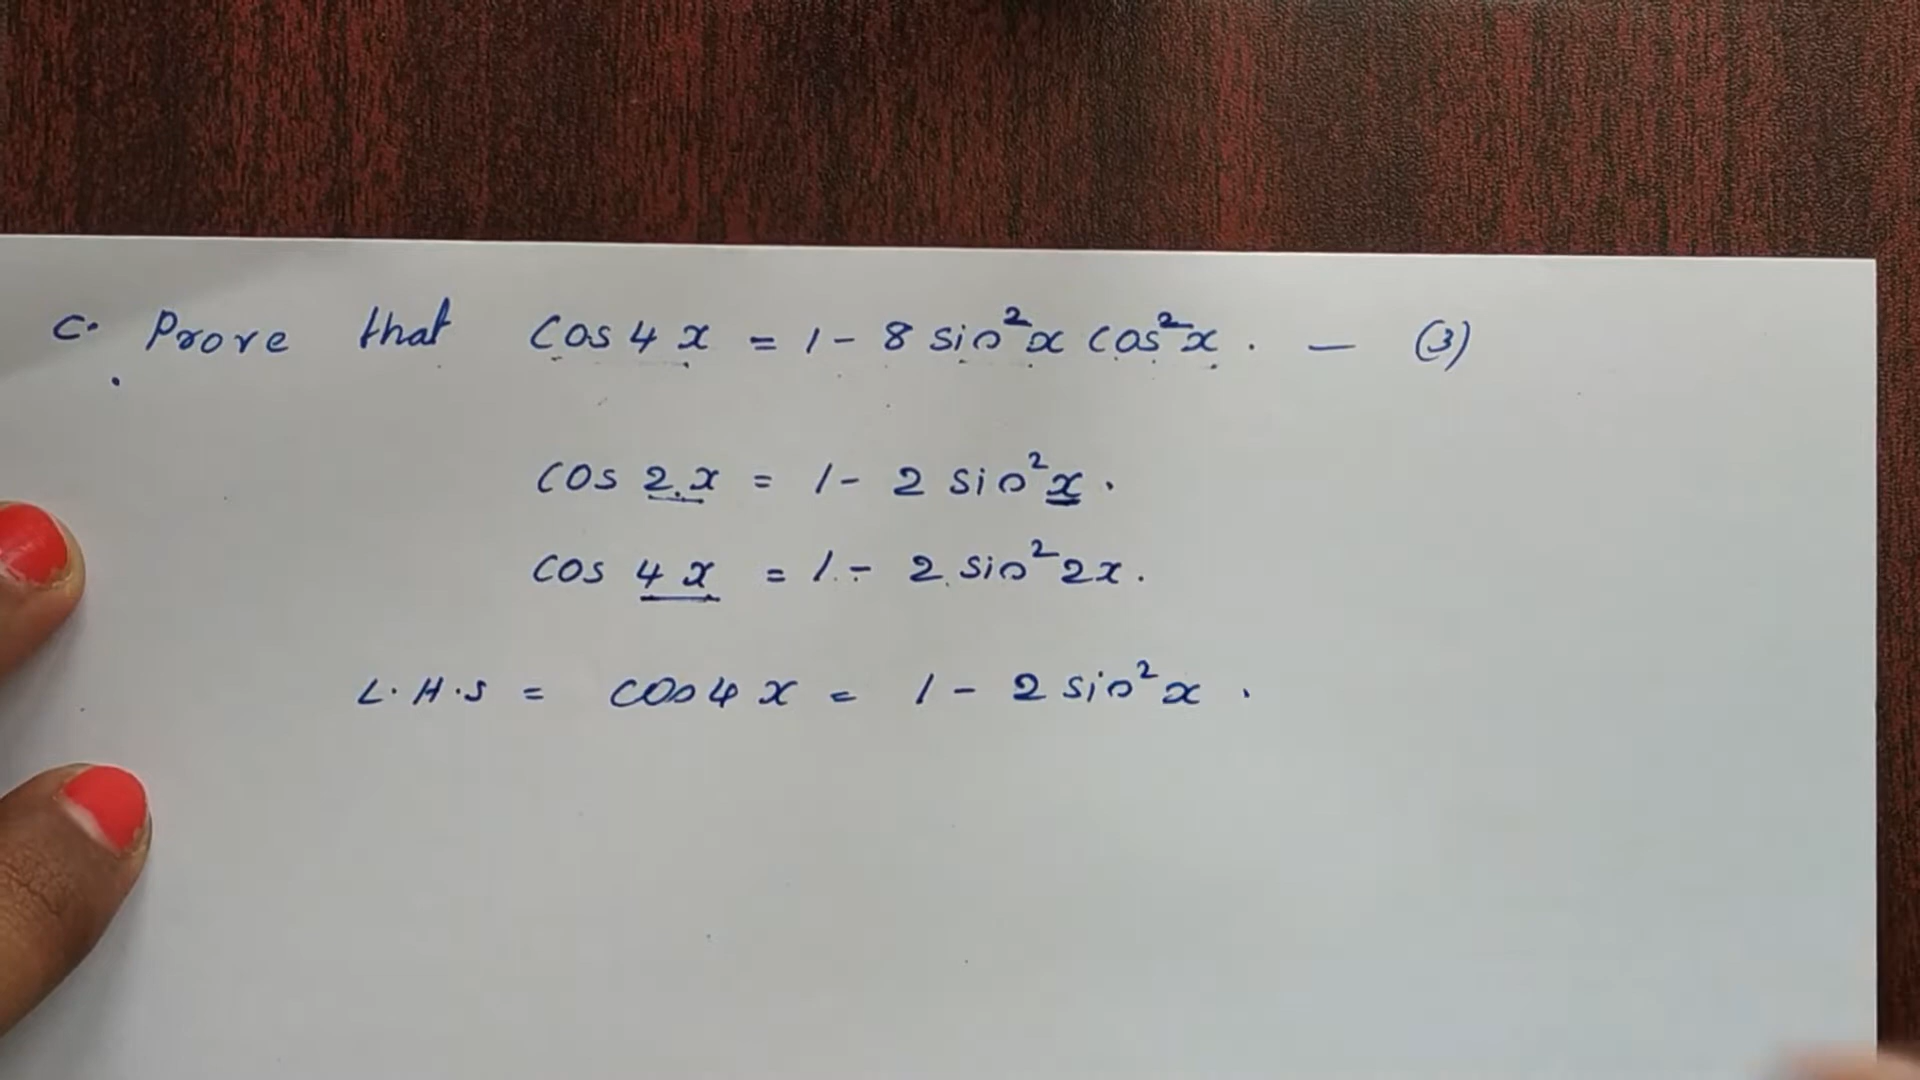 C. Prove that Cos 4x = 1 - 8 sin²x cos²x. — (3)
cos 2x = 1 - 2 sin²x.
cos 4x = 1 - 2 sin²2x.
L.H.S = cos 4x = 1 - 2 sin²x.